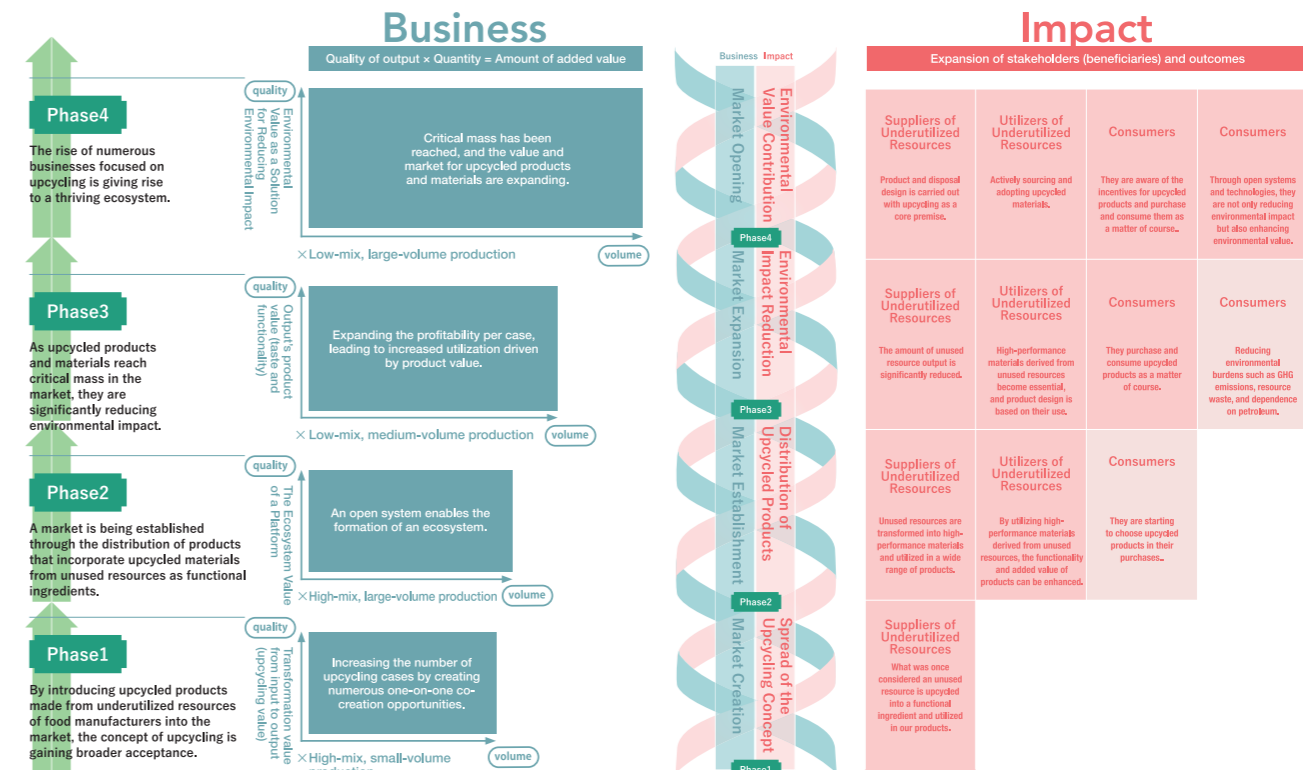 Business
Impact
Quality of output × Quantity = Amount of added value
Business Impact
Expansion of stakeholders (beneficiaries) and outcomes
Phase4
The rise of numerous
businesses focused on
upcycling is giving rise
to a thriving ecosystem.
quality
Environmental
Value as a Solution
for Reducing
Environmental Impact
Critical mass has been
reached, and the value and
market for upcycled products
and materials are expanding.
×Low-mix, large-volume production
volume
Market Opening
Environmental
Value Contribution
Phase4
Suppliers of
Underutilized
Resources
Product and disposal
design is carried out
with upcycling as a
core premise.
Utilizers of
Underutilized
Resources
Actively sourcing and
adopting upcycled
materials.
Consumers
They are aware of the
incentives for upcycled
products and purchase
and consume them as
a matter of course..
Consumers
Through open systems
and technologies, they
are not only reducing
environmental impact
but also enhancing
environmental value.
Phase3
As upcycled products
and materials reach
critical mass in the
market, they are
significantly reducing
environmental impact.
quality
Output's product
value (taste and
functionality)
Expanding the profitability per case,
leading to increased utilization driven
by product value.
×Low-mix, medium-volume production
volume
Market Expansion
Environmental
Impact Reduction
Phase3
Suppliers of
Underutilized
Resources
The amount of unused
resource output is
significantly reduced.
Utilizers of
Underutilized
Resources
High-performance
materials derived from
unused resources
become essential,
and product design is
based on their use.
Consumers
They purchase and
consume upcycled
products as a matter
of course.
Consumers
Reducing
environmental
burdens such as GHG
emissions, resource
waste, and dependence
on petroleum.
Phase2
A market is being established
through the distribution of products
that incorporate upcycled materials
from unused resources as functional
ingredients.
quality
The Ecosystem Value
of a Platform
An open system enables the
formation of an ecosystem.
×High-mix, large-volume production
volume
Market Establishment
Distribution of
Upcycled Products
Phase2
Suppliers of
Underutilized
Resources
Unused resources are
transformed into high-
performance materials
and utilized in a wide
range of products.
Utilizers of
Underutilized
Resources
By utilizing high-
performance materials
derived from unused
resources, the functionality
and added value of
products can be enhanced.
Consumers
They are starting
to choose upcycled
products in their
purchases..
Phase1
By introducing upcycled products
made from underutilized resources
of food manufacturers into the
market, the concept of upcycling is
gaining broader acceptance.
quality
Transformation value
from input to output
(upcycling value)
Increasing the number of
upcycling cases by creating
numerous one-on-one co-
creation opportunities.
×High-mix, small-volume
volume
Market Creation
Spread of the
Upcycling Concept
Phase1
Suppliers of
Underutilized
Resources
What was once
considered an unused
resource is upcycled
into a functional
ingredient and utilized
in our products.